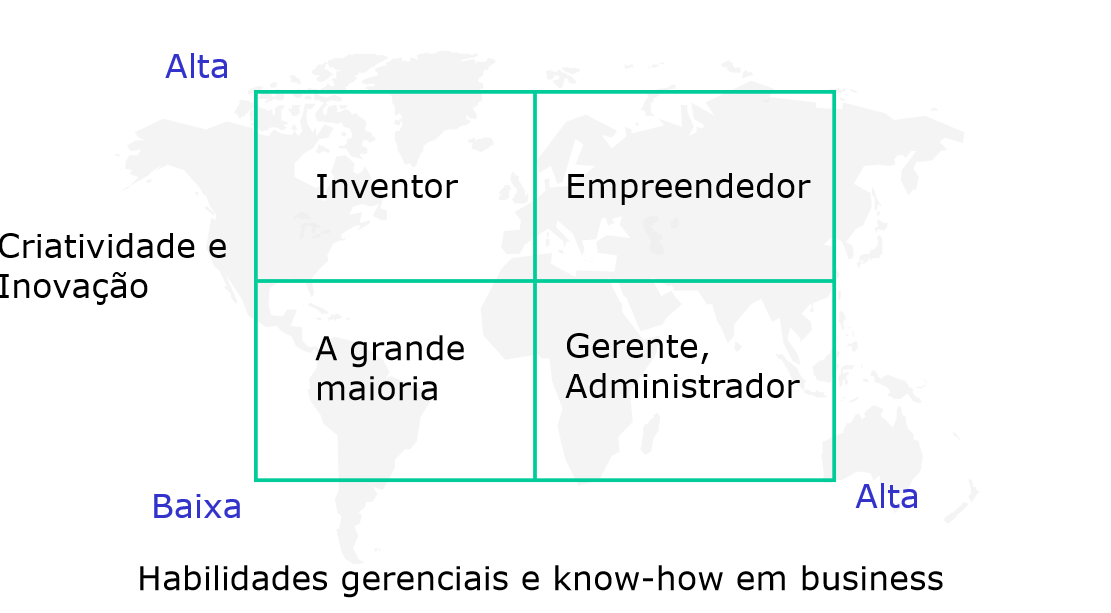 Alta
Inventor
Empreendedor
Criatividade e
Inovação
A grande
maioria
Gerente,
Administrador
Baixa
Alta
Habilidades gerenciais e know-how em business